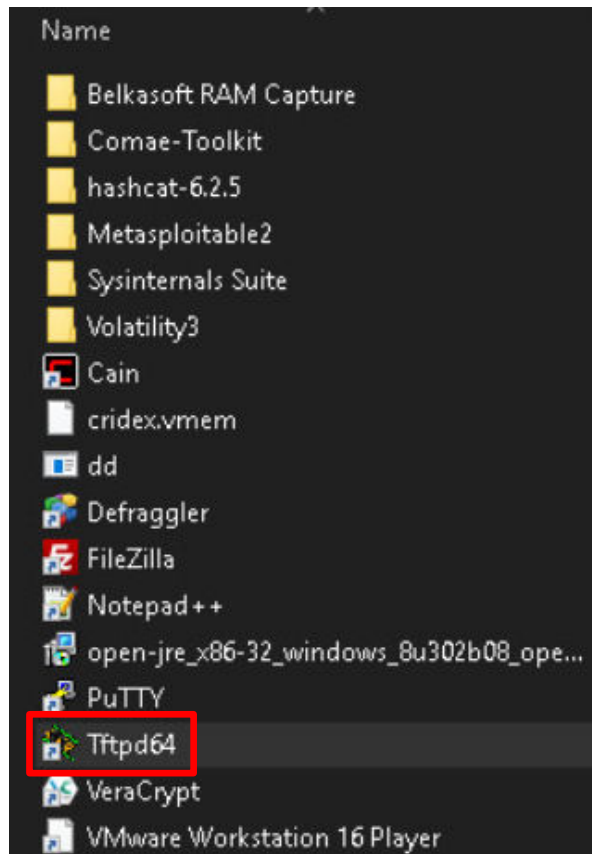 Name
Belkasoft RAM Capture
Comae-Toolkit
hashcat-6.2.5
Metasploitable2
Sysinternals Suite
Volatility3
Cain
cridex.vmem
dd
Defraggler
FileZilla
Notepad++
open-jre_x86-32_windows_8u302b08_ope...
PuTTY
Tftpd64
VeraCrypt
VMware Workstation 16 Player